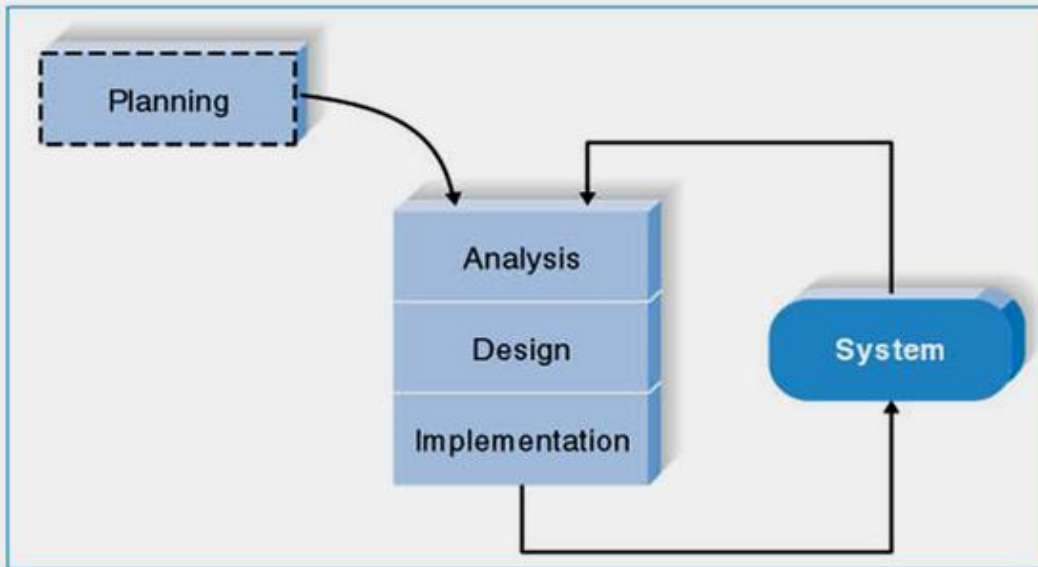 Planning
Analysis
Design
System
Implementation